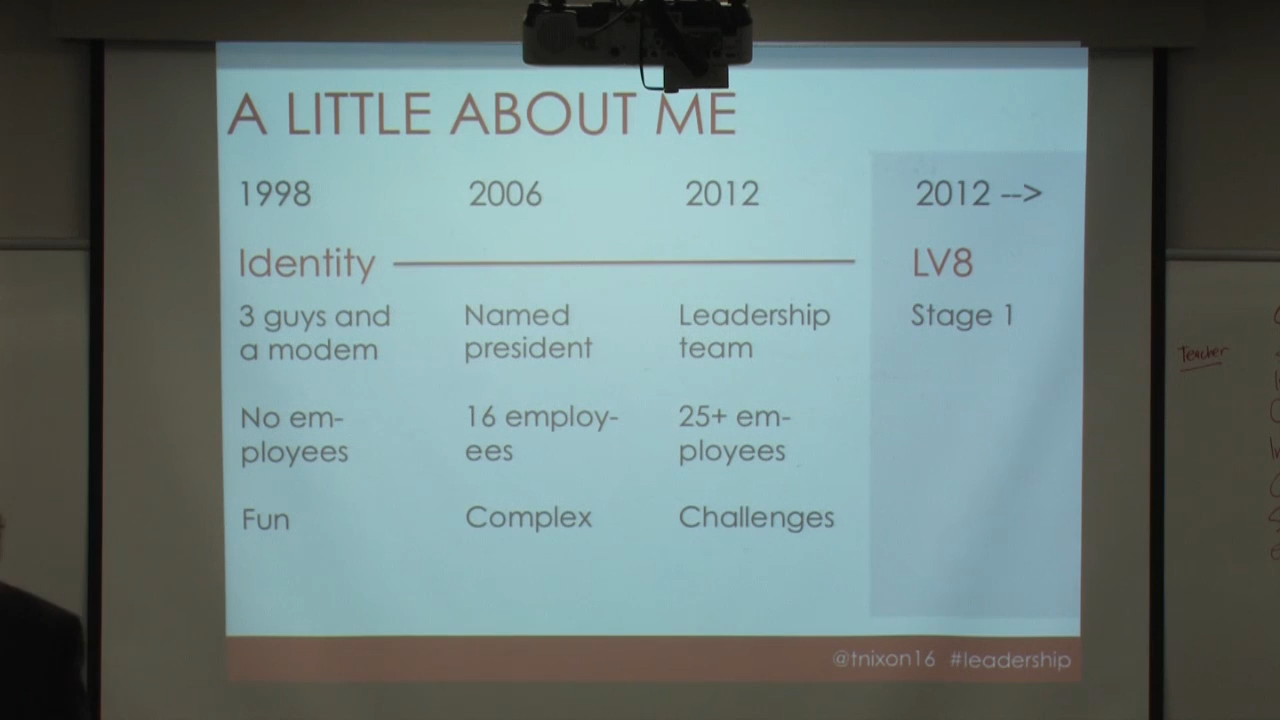 A LITTLE ABOUT ME
1998 2006 2012 2012 -->
Identity LV8
3 guys and
a modem
Named
president
Leadership
team
Stage 1
No em-
ployees
16 employ-
ees
25+ em-
ployees
Fun
Complex
Challenges
@tnixon16 #leadership
Teacher